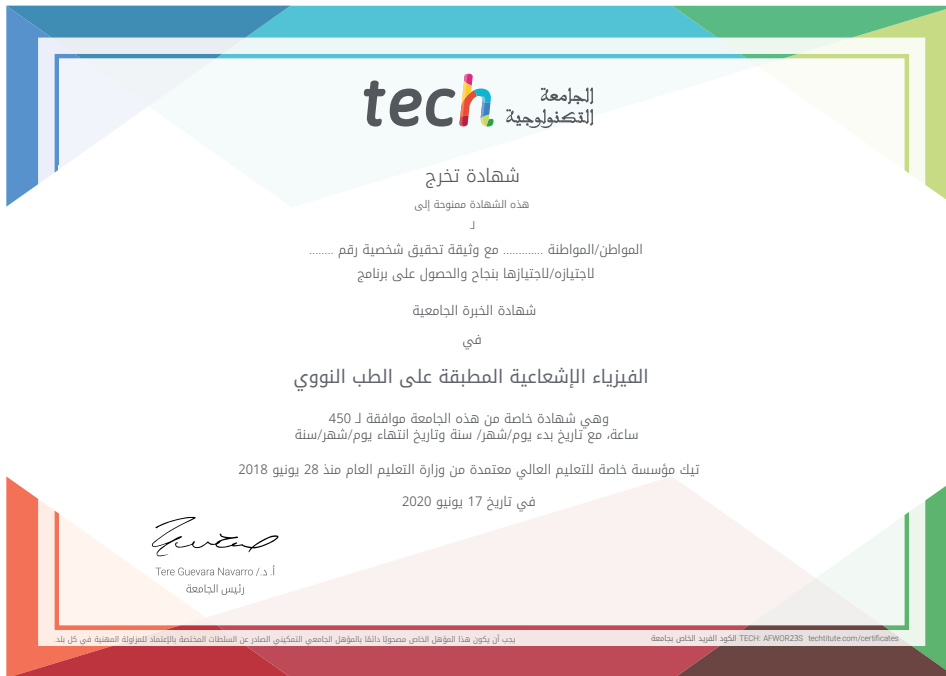 tech الجامعة
التكنولوجية
شهادة تخرج
هذه الشهادة ممنوحة إلى
لـ
المواطن/المواطنة ............. مع وثيقة تحقيق شخصية رقم ........
لاجتيازه/لاجتيازها بنجاح والحصول على برنامج
شهادة الخبرة الجامعية
في
الفيزياء الإشعاعية المطبقة على الطب النووي
وهي شهادة خاصة من هذه الجامعة موافقة لـ 450
ساعة، مع تاريخ بدء يوم/شهر/ سنة وتاريخ انتهاء يوم/شهر/سنة
تيك مؤسسة خاصة للتعليم العالي معتمدة من وزارة التعليم العام منذ 28 يونيو 2018
في تاريخ 17 يونيو 2020
أ. د./ Tere Guevara Navarro
رئيس الجامعة
يجب أن يكون هذا المؤهل الخاص مصحوبًا دائمًا بالمؤهل الجامعي التمكيني الصادر عن السلطات المختصة بالإعتماد للمزاولة المهنية في كل بلد.
الكود الفريد الخاص بجامعة TECH: AFWOR23S techtitute.com/certificates